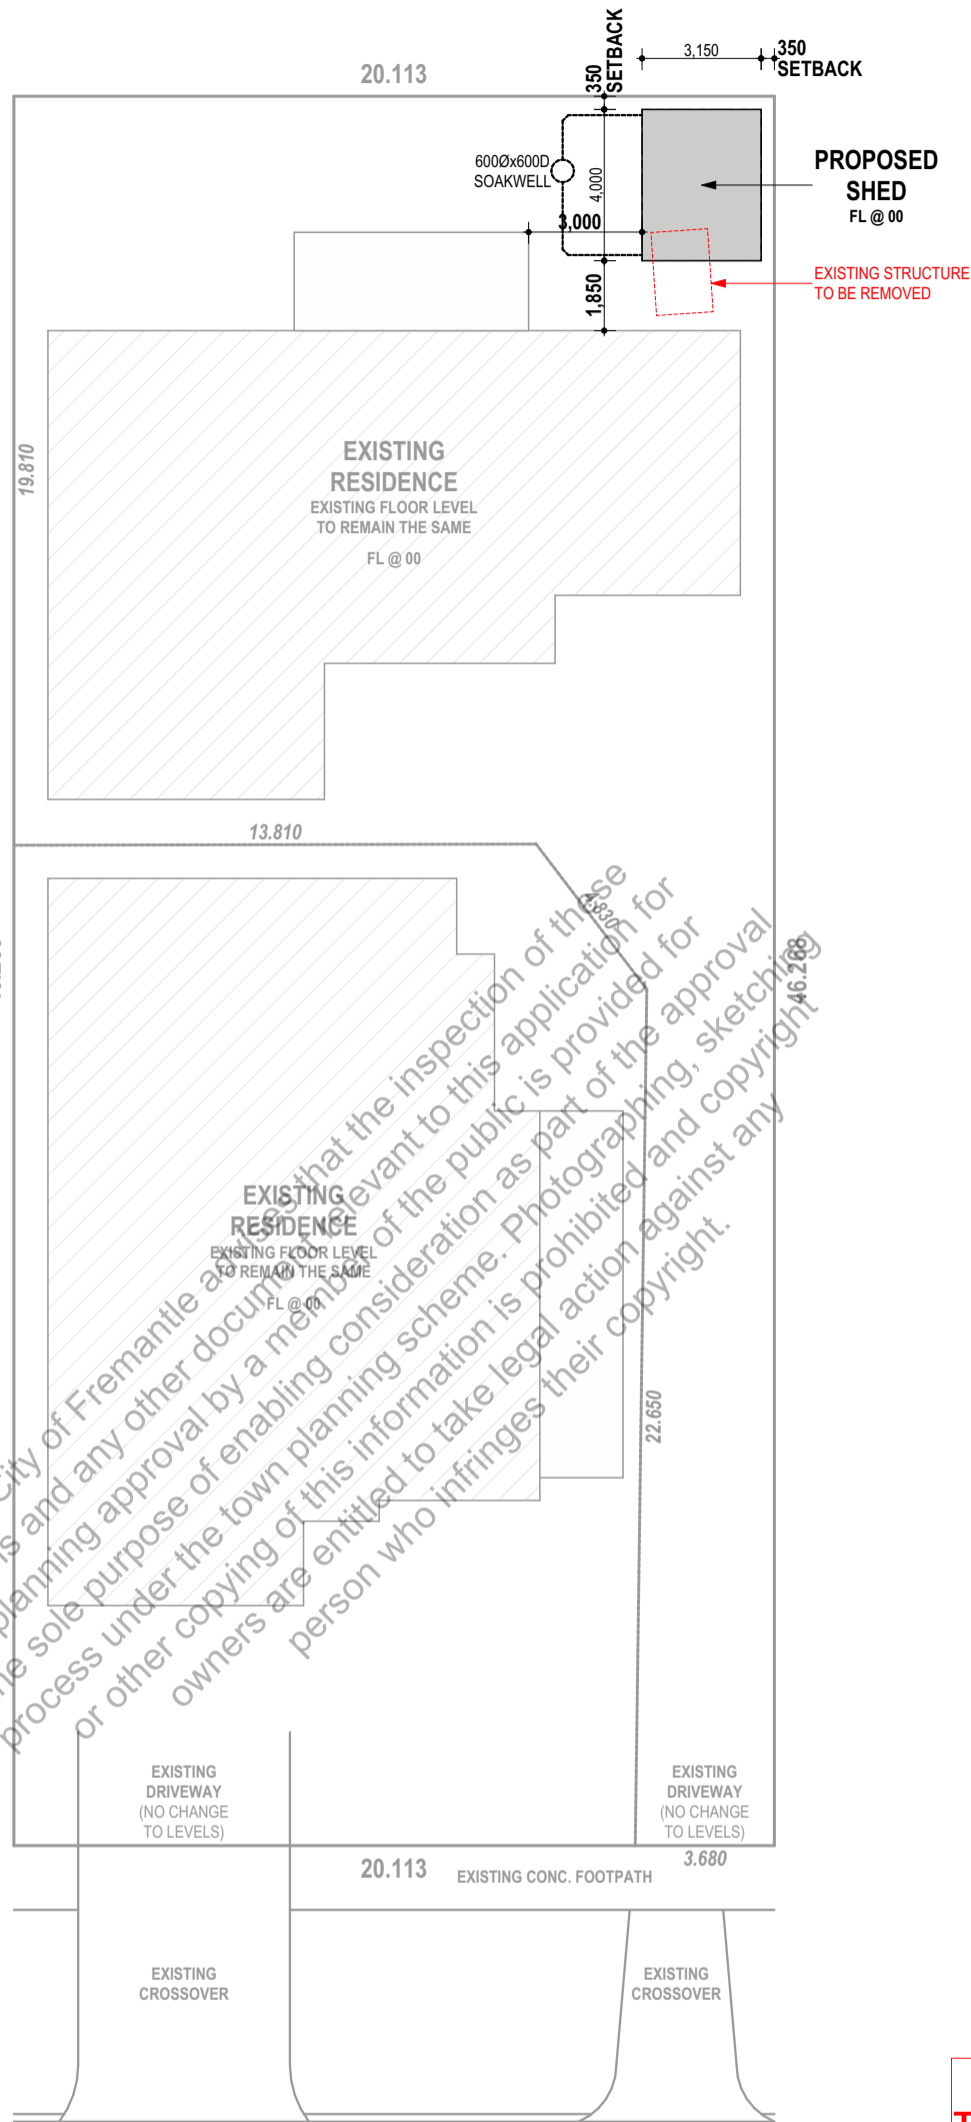 350
SETBACK
3,150
350
SETBACK
20.113
600Øx600D
SOAKWELL
4,000
PROPOSED
SHED
FL @ 00
3,000
EXISTING STRUCTURE
TO BE REMOVED
1,850
19.810
EXISTING
RESIDENCE
EXISTING FLOOR LEVEL
TO REMAIN THE SAME
FL @ 00
13.810
4.830
46.268
EXISTING
RESIDENCE
EXISTING FLOOR LEVEL
TO REMAIN THE SAME
FL @ 00
22.650
City of Fremantle advises that the inspection of these
and any other document relevant to this application for
planning approval by a member of the public is provided for
sole purpose of enabling consideration as part of the approval
process under the town planning scheme. Photographing, sketching
or other copying of this information is prohibited and copyright
owners are entitled to take legal action against any
person who infringes their copyright.
EXISTING
DRIVEWAY
(NO CHANGE
TO LEVELS)
EXISTING
DRIVEWAY
(NO CHANGE
TO LEVELS)
20.113
EXISTING CONC. FOOTPATH
3.680
EXISTING
CROSSOVER
EXISTING
CROSSOVER